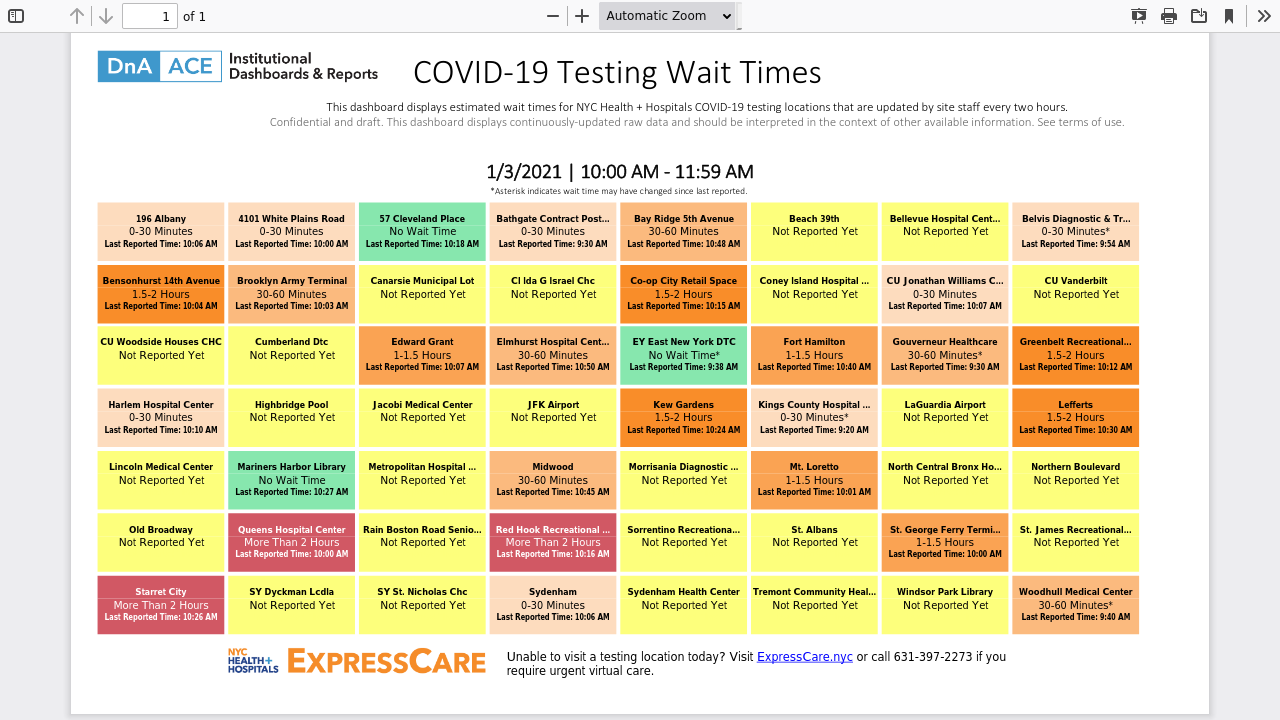 1
of 1
Automatic Zoom
DnA ACE Institutional Dashboards & Reports
COVID-19 Testing Wait Times
This dashboard displays estimated wait times for NYC Health + Hospitals COVID-19 testing locations that are updated by site staff every two hours.
Confidential and draft. This dashboard displays continuously-updated raw data and should be interpreted in the context of other available information. See terms of use.
1/3/2021 | 10:00 AM - 11:59 AM
*Asterisk indicates wait time may have changed since last reported.
196 Albany
0-30 Minutes
Last Reported Time: 10:06 AM
4101 White Plains Road
0-30 Minutes
Last Reported Time: 10:00 AM
57 Cleveland Place
No Wait Time
Last Reported Time: 10:18 AM
Bathgate Contract Post...
0-30 Minutes
Last Reported Time: 9:30 AM
Bay Ridge 5th Avenue
30-60 Minutes
Last Reported Time: 10:48 AM
Beach 39th
Not Reported Yet
Bellevue Hospital Cent...
Not Reported Yet
Belvis Diagnostic & Tr...
0-30 Minutes*
Last Reported Time: 9:54 AM
Bensonhurst 14th Avenue
1.5-2 Hours
Last Reported Time: 10:04 AM
Brooklyn Army Terminal
30-60 Minutes
Last Reported Time: 10:03 AM
Canarsie Municipal Lot
Not Reported Yet
CI Ida G Israel Chc
Not Reported Yet
Co-op City Retail Space
1.5-2 Hours
Last Reported Time: 10:15 AM
Coney Island Hospital ...
Not Reported Yet
CU Jonathan Williams C...
0-30 Minutes
Last Reported Time: 10:07 AM
CU Vanderbilt
Not Reported Yet
CU Woodside Houses CHC
Not Reported Yet
Cumberland Dtc
Not Reported Yet
Edward Grant
1-1.5 Hours
Last Reported Time: 10:07 AM
Elmhurst Hospital Cent...
30-60 Minutes
Last Reported Time: 10:50 AM
EY East New York DTC
No Wait Time*
Last Reported Time: 9:38 AM
Fort Hamilton
1-1.5 Hours
Last Reported Time: 10:40 AM
Gouverneur Healthcare
30-60 Minutes*
Last Reported Time: 9:30 AM
Greenbelt Recreational...
1.5-2 Hours
Last Reported Time: 10:12 AM
Harlem Hospital Center
0-30 Minutes
Last Reported Time: 10:10 AM
Highbridge Pool
Not Reported Yet
Jacobi Medical Center
Not Reported Yet
JFK Airport
Not Reported Yet
Kew Gardens
1.5-2 Hours
Last Reported Time: 10:24 AM
Kings County Hospital ...
0-30 Minutes*
Last Reported Time: 9:20 AM
LaGuardia Airport
Not Reported Yet
Lefferts
1.5-2 Hours
Last Reported Time: 10:30 AM
Lincoln Medical Center
Not Reported Yet
Mariners Harbor Library
No Wait Time
Last Reported Time: 10:27 AM
Metropolitan Hospital ...
Not Reported Yet
Midwood
30-60 Minutes
Last Reported Time: 10:45 AM
Morrisania Diagnostic ...
Not Reported Yet
Mt. Loretto
1-1.5 Hours
Last Reported Time: 10:01 AM
North Central Bronx Ho...
Not Reported Yet
Northern Boulevard
Not Reported Yet
Old Broadway
Not Reported Yet
Queens Hospital Center
More Than 2 Hours
Last Reported Time: 10:00 AM
Rain Boston Road Senio...
Not Reported Yet
Red Hook Recreational ...
More Than 2 Hours
Last Reported Time: 10:16 AM
Sorrentino Recreationa...
Not Reported Yet
St. Albans
Not Reported Yet
St. George Ferry Termi...
1-1.5 Hours
Last Reported Time: 10:00 AM
St. James Recreational...
Not Reported Yet
Starret City
More Than 2 Hours
Last Reported Time: 10:26 AM
SY Dyckman Lcdla
Not Reported Yet
SY St. Nicholas Chc
Not Reported Yet
Sydenham
0-30 Minutes
Last Reported Time: 10:06 AM
Sydenham Health Center
Not Reported Yet
Tremont Community Heal...
Not Reported Yet
Windsor Park Library
Not Reported Yet
Woodhull Medical Center
30-60 Minutes*
Last Reported Time: 9:40 AM
NYC
HEALTH+
HOSPITALS
EXPRESSCARE
Unable to visit a testing location today? Visit ExpressCare.nyc or call 631-397-2273 if you
require urgent virtual care.